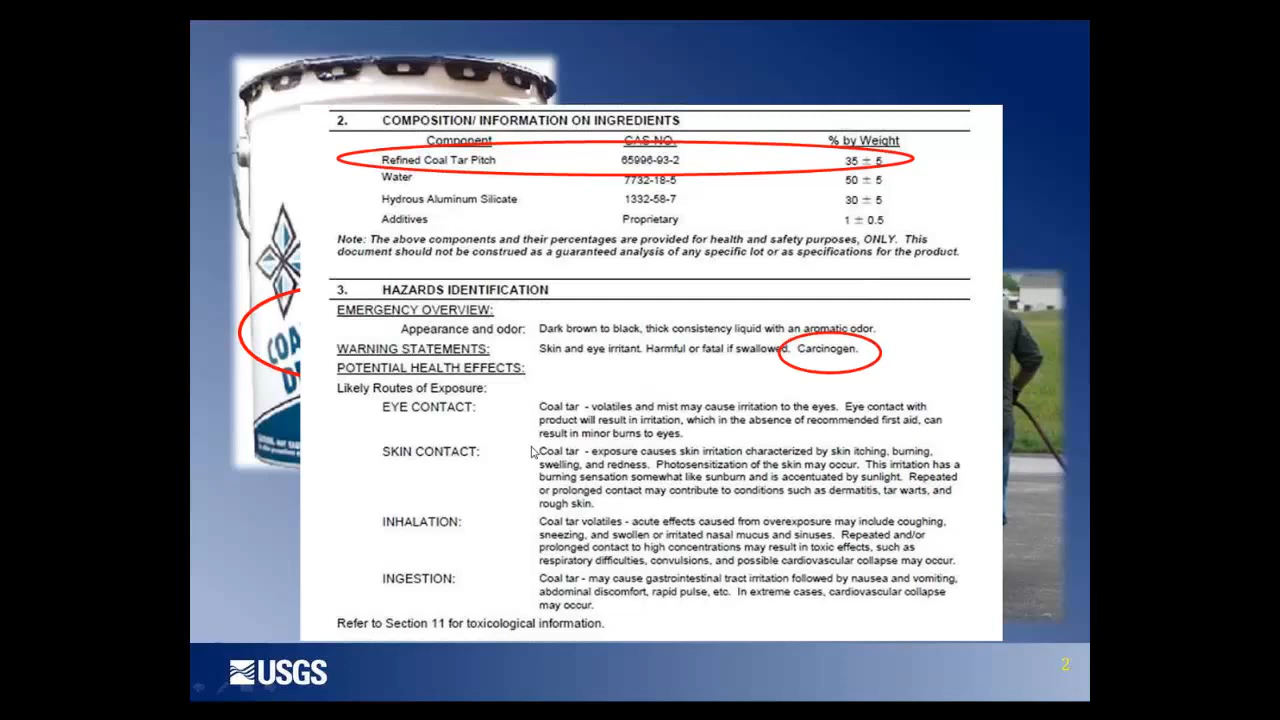 2. COMPOSITION/ INFORMATION ON INGREDIENTS
Component CAS-NO. % by Weight
Refined Coal Tar Pitch 65996-93-2 35 ± 5
Water 7732-18-5 50 ± 5
Hydrous Aluminum Silicate 1332-58-7 30 ± 5
Additives Proprietary 1 ± 0.5
Note: The above components and their percentages are provided for health and safety purposes, ONLY. This
document should not be construed as a guaranteed analysis of any specific lot or as specifications for the product.
3. HAZARDS IDENTIFICATION
EMERGENCY OVERVIEW:
Appearance and odor: Dark brown to black, thick consistency liquid with an aromatic odor.
WARNING STATEMENTS: Skin and eye irritant. Harmful or fatal if swallowed. Carcinogen.
POTENTIAL HEALTH EFFECTS:
Likely Routes of Exposure:
EYE CONTACT: Coal tar - volatiles and mist may cause irritation to the eyes. Eye contact with
product will result in irritation, which in the absence of recommended first aid, can
result in minor burns to eyes.
SKIN CONTACT: Coal tar - exposure causes skin irritation characterized by skin itching, burning,
swelling, and redness. Photosensitization of the skin may occur. This irritation has a
burning sensation somewhat like sunburn and is accentuated by sunlight. Repeated
or prolonged contact may contribute to conditions such as dermatitis, tar warts, and
rough skin.
INHALATION: Coal tar volatiles - acute effects caused from overexposure may include coughing,
sneezing, and swollen or irritated nasal mucus and sinuses. Repeated and/or
prolonged contact to high concentrations may result in toxic effects, such as
respiratory difficulties, convulsions, and possible cardiovascular collapse may occur.
INGESTION: Coal tar - may cause gastrointestinal tract irritation followed by nausea and vomiting,
abdominal discomfort, rapid pulse, etc. In extreme cases, cardiovascular collapse
may occur.
Refer to Section 11 for toxicological information.
COA
D
USGS
2